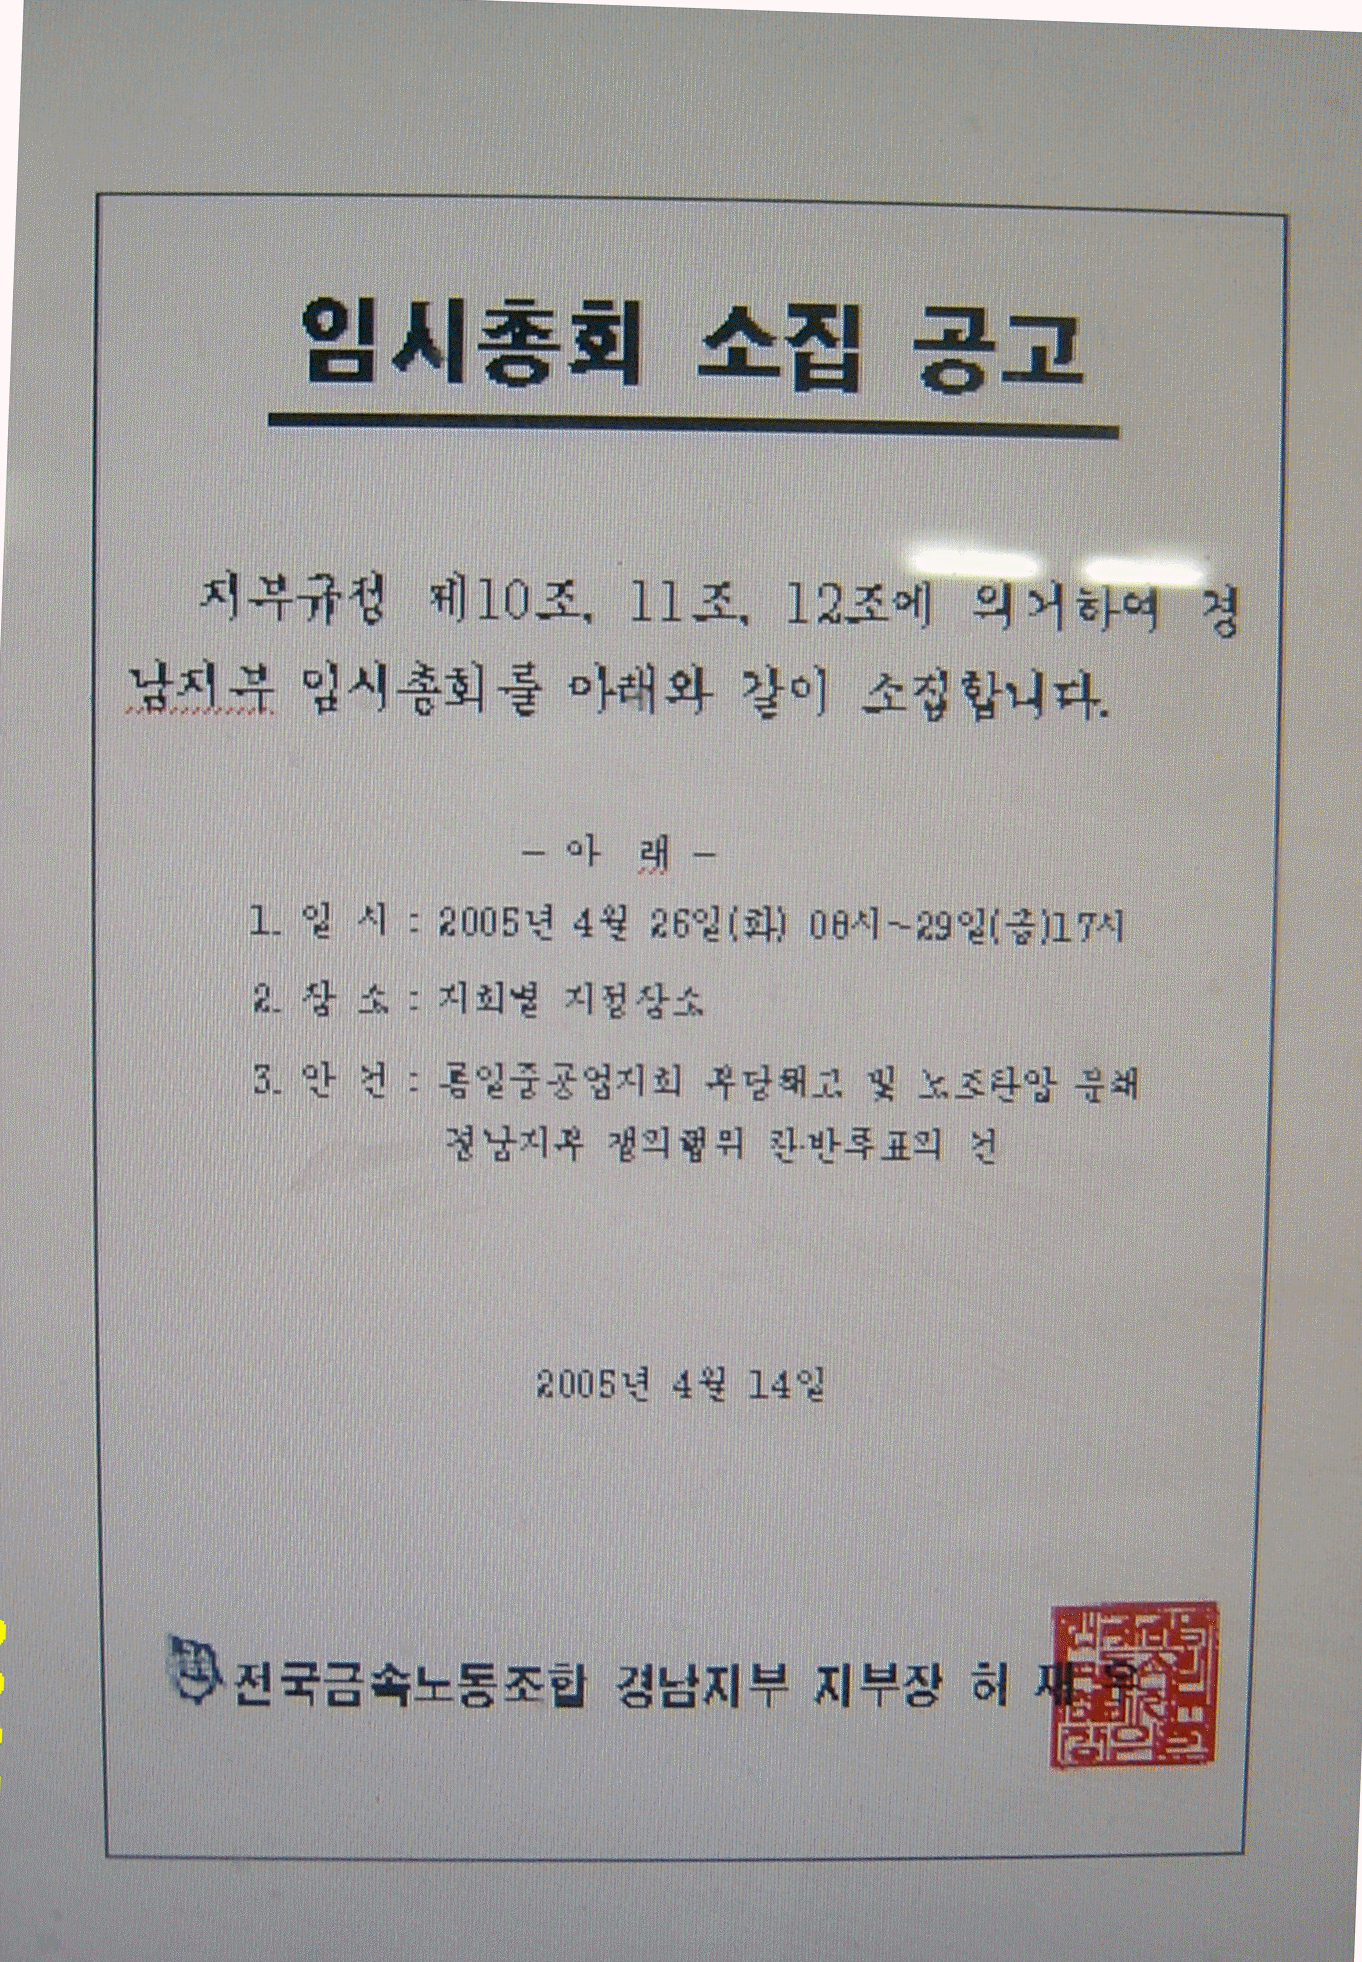 임시총회 소집 공고
지부규정 제10조, 11조, 12조에 의거하여 경
남지부 임시총회를 아래와 같이 소집합니다.
- 아 래 -
1. 일 시 : 2005년 4월 26일(화) 08시~29일(금)17시
2. 장 소 : 지회별 지정장소
3. 안 건 : 통일중공업지회 부당해고 및 노조탄압 분쇄
경남지부 쟁의행위 찬반투표의 건
2005년 4월 14일
전국금속노동조합 경남지부 지부장 허 재 우